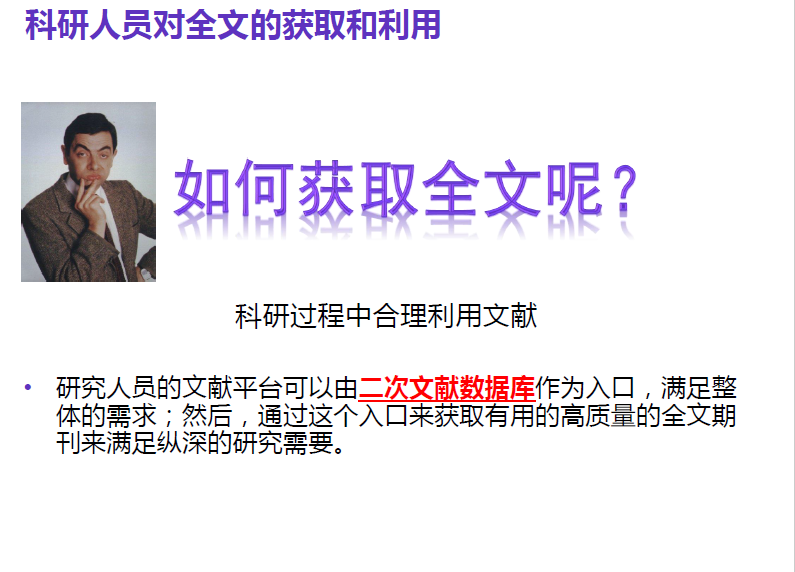 科研人员对全文的获取和利用
如何获取全文呢？
科研过程中合理利用文献
• 研究人员的文献平台可以由二次文献数据库作为入口，满足整
体的需求；然后，通过这个入口来获取有用的高质量的全文期
刊来满足纵深的研究需要。